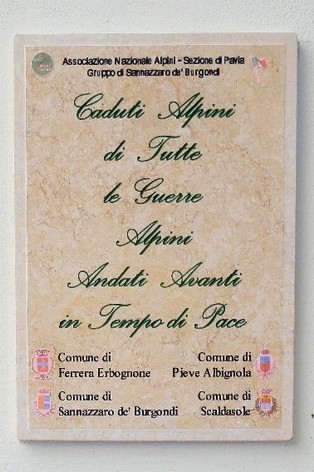 Associazione Nazionale Alpini - Sezione di Pavia
Gruppo di Sannazzaro de' Burgondi
Caduti Alpini
di Tutte
le Guerre
Alpini
Andati Avanti
in Tempo di Pace
Comune di
Ferrera Erbognone
Comune di
Pieve Albignola
Comune di
Sannazzaro de' Burgondi
Comune di
Scaldasole